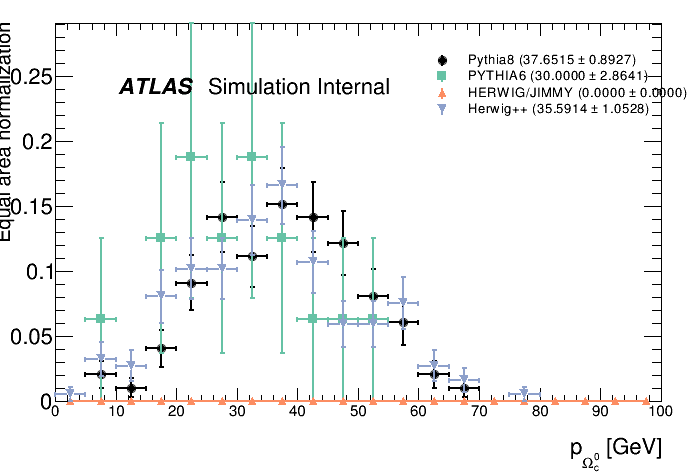 Equal area normalization
ATLAS Simulation Internal
Pythia8 (37.6515 ± 0.8927)
PYTHIA6 (30.0000 ± 2.8641)
HERWIG/JIMMY (0.0000 ± 0.0000)
Herwig++ (35.5914 ± 1.0528)
0.25
0.2
0.15
0.1
0.05
0
0 10 20 30 40 50 60 70 80 90 100
p_{Ω_c^0} [GeV]